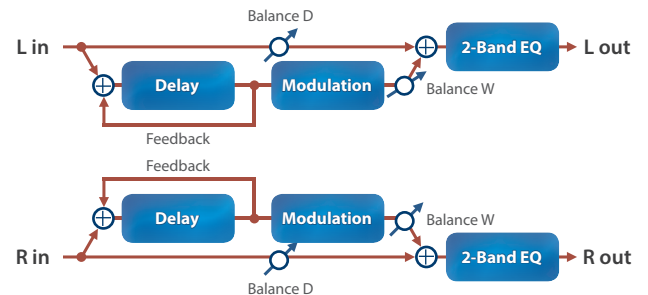 Balance D
L in
2-Band EQ
L out
Delay
Modulation
Balance W
Feedback
Feedback
Delay
Modulation
Balance W
R in
2-Band EQ
R out
Balance D